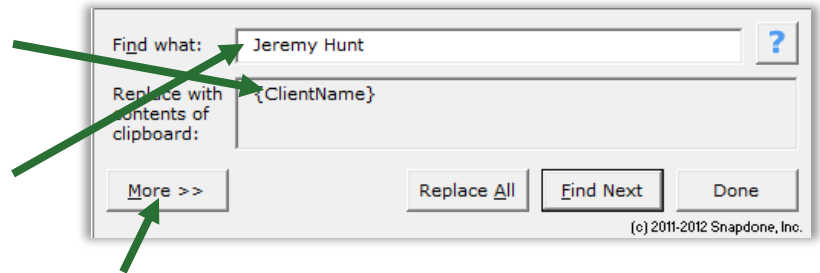 Find what:
Jeremy Hunt
?
Replace with
contents of
clipboard:
{ClientName}
More >>
Replace All
Find Next
Done
(c) 2011-2012 Snapdone, Inc.